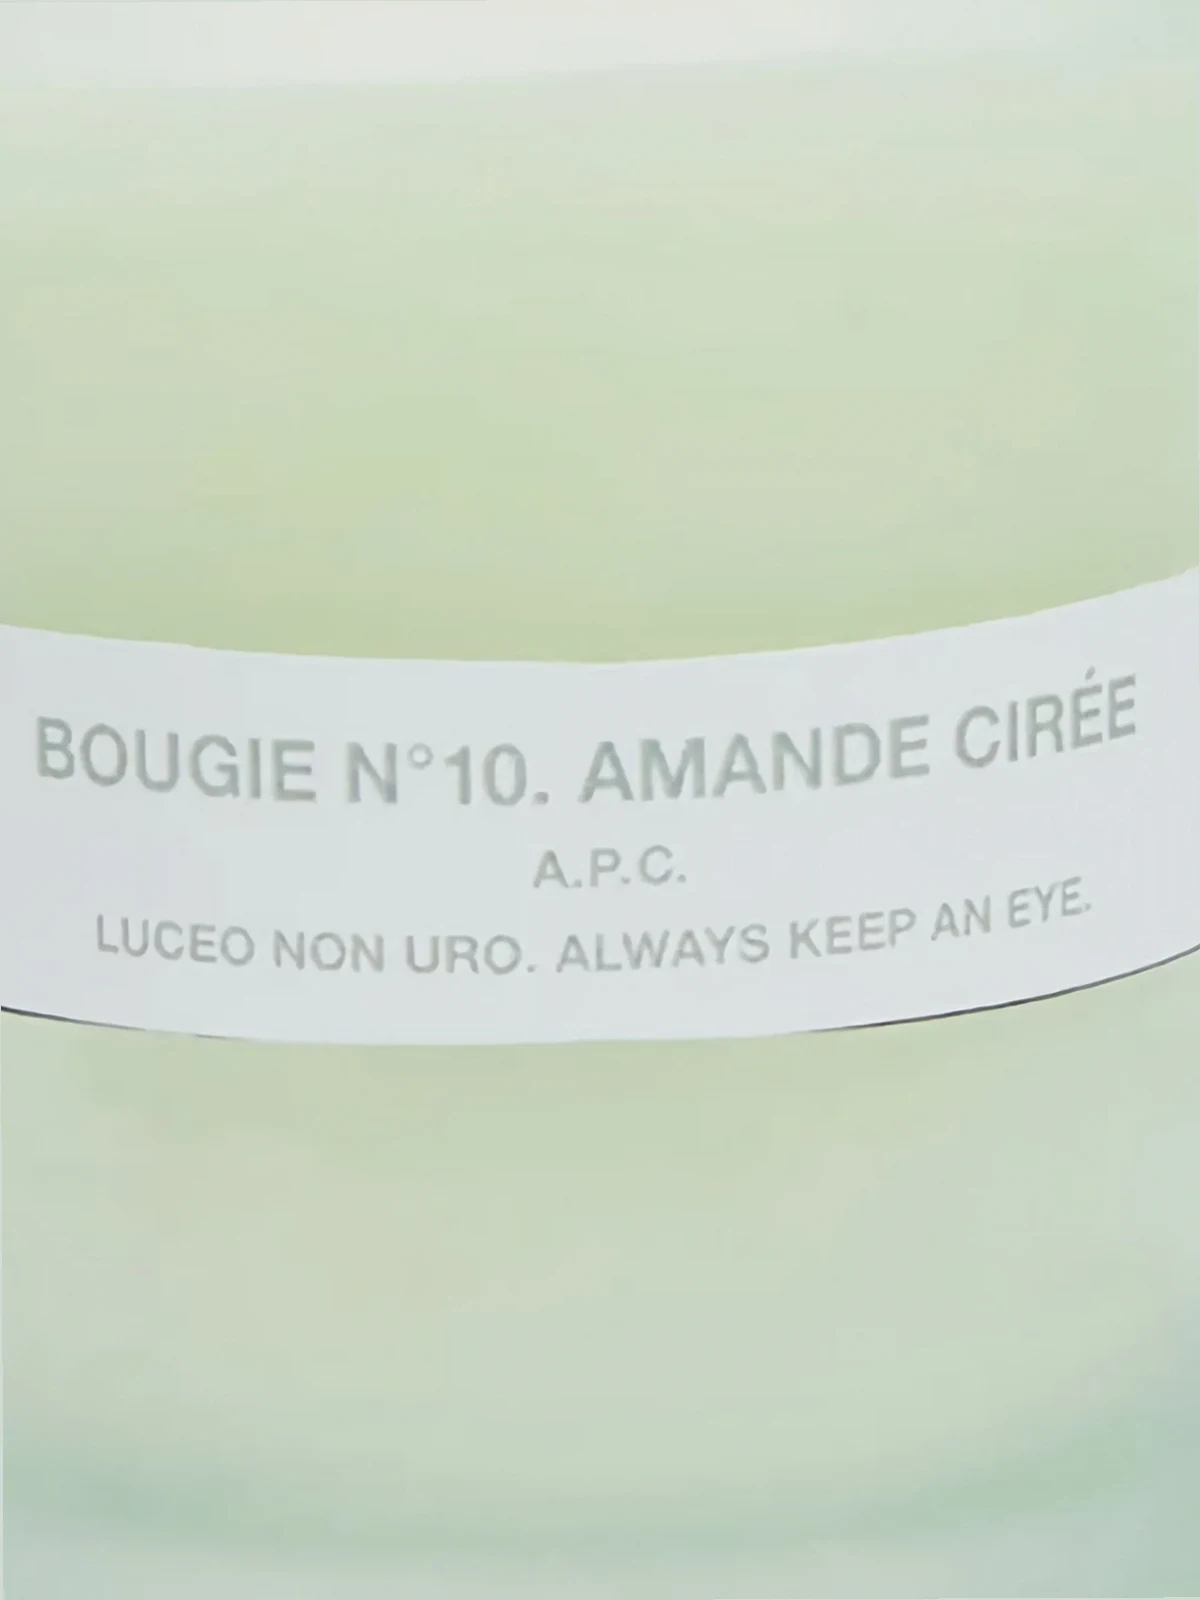 BOUGIE N°10. AMANDE CIRÉE
A.P.C.
LUCEO NON URO. ALWAYS KEEP AN EYE.